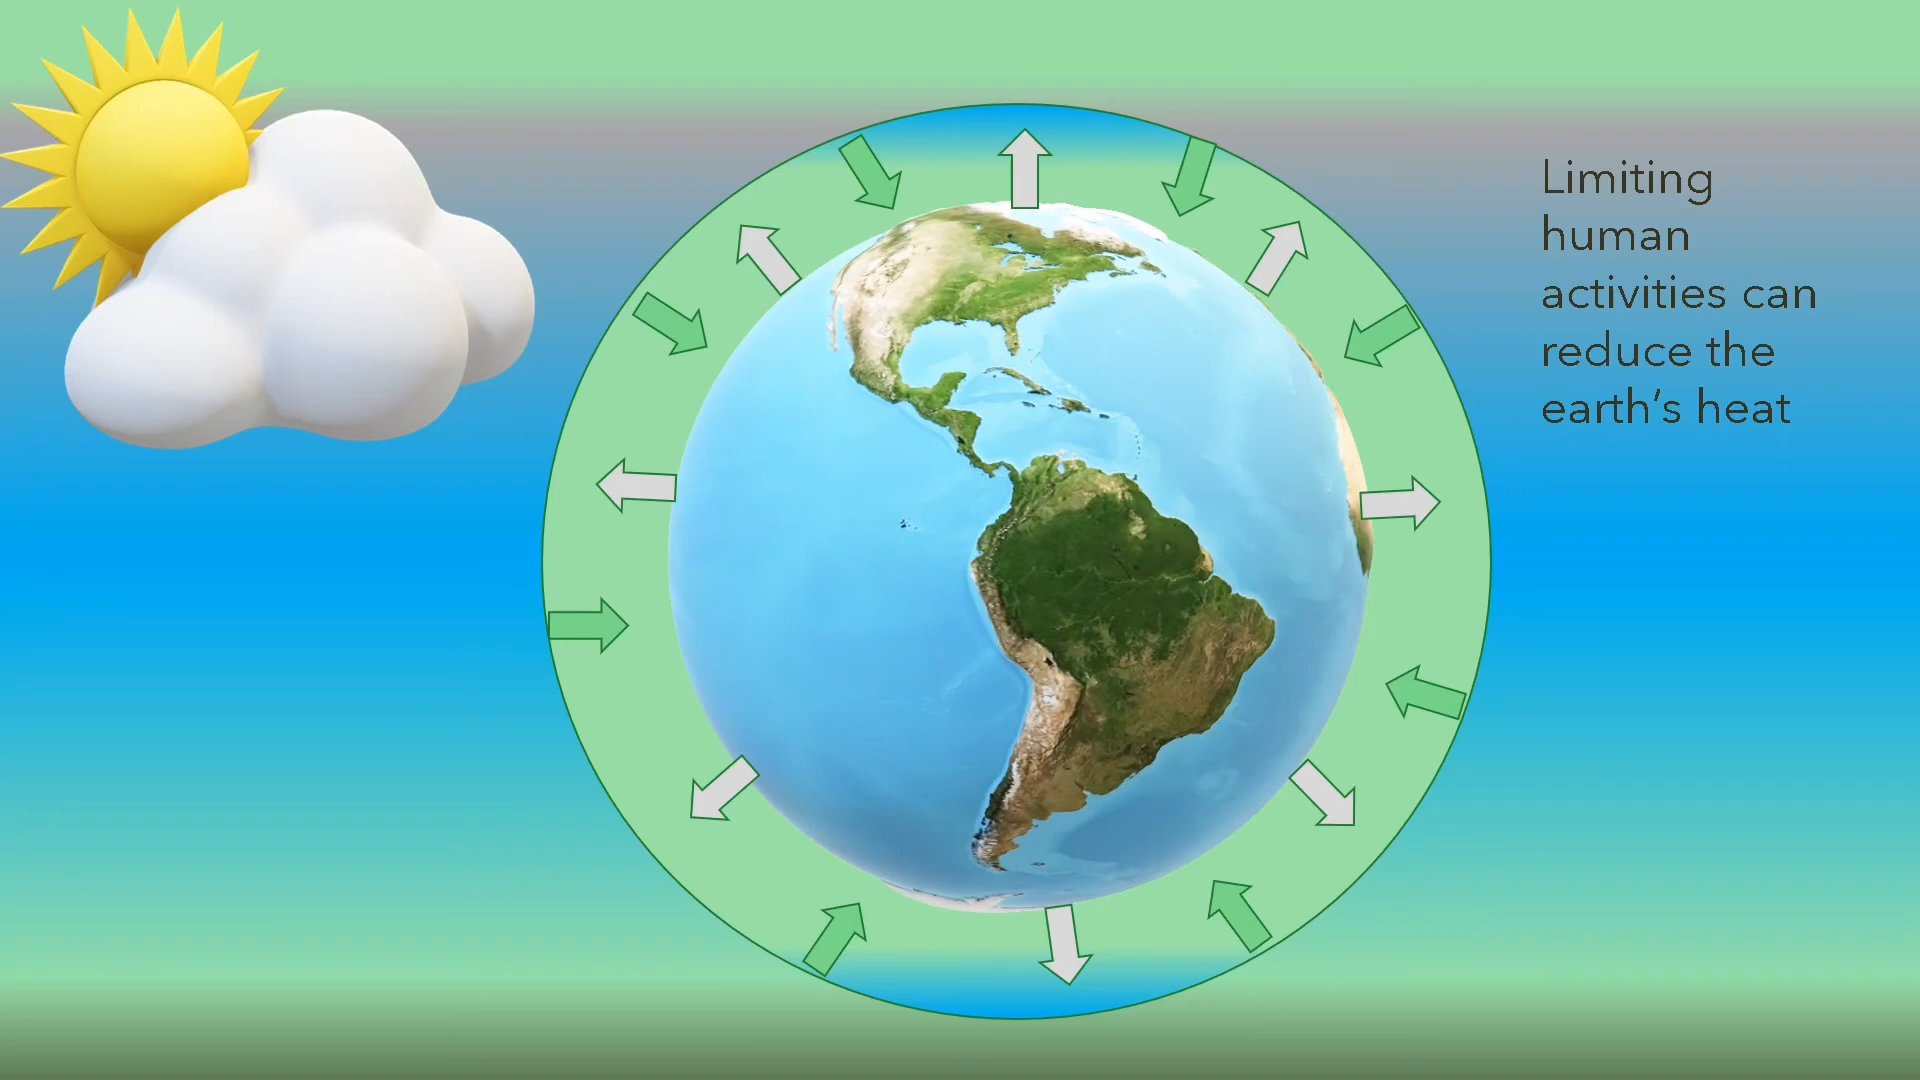 Limiting
human
activities can
reduce the
earth’s heat